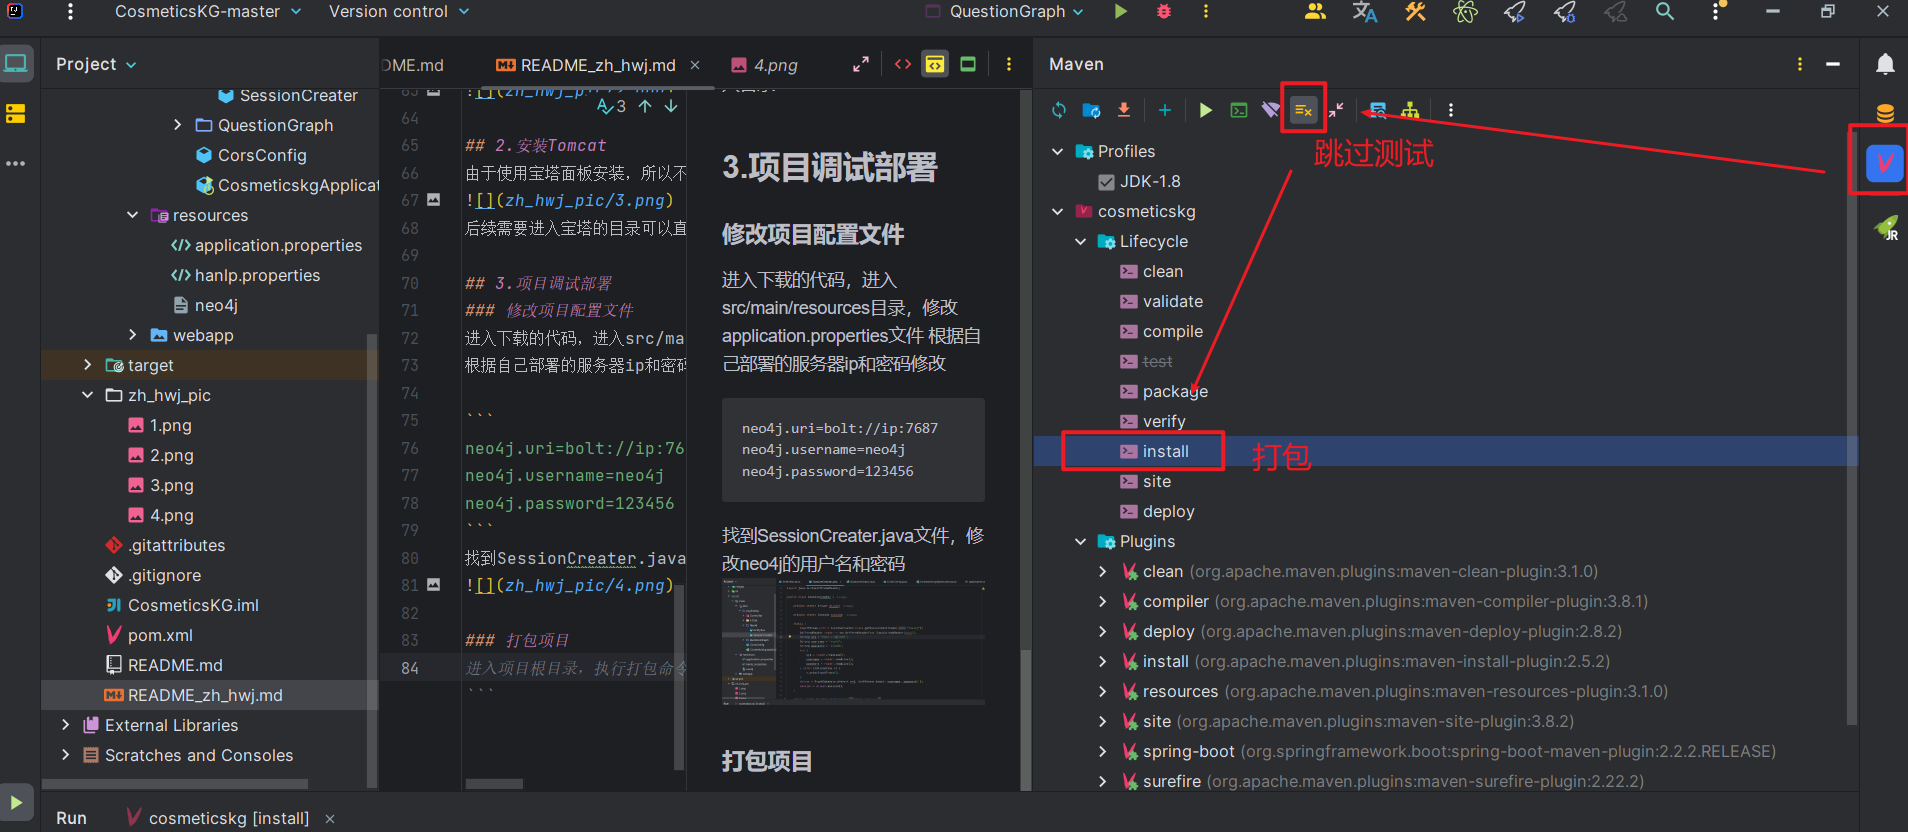 CosmeticsKG-master
Version control
QuestionGraph
Project
DME.md
README_zh_hwj.md
4.png
Maven
SessionCreater
QuestionGraph
CorsConfig
CosmeticskgApplicat
resources
application.properties
hanlp.properties
neo4j
webapp
target
zh_hwj_pic
1.png
2.png
3.png
4.png
.gitattributes
.gitignore
CosmeticsKG.iml
pom.xml
README.md
README_zh_hwj.md
External Libraries
Scratches and Consoles
3
64
65 ## 2.安装Tomcat
66 由于使用宝塔面板安装，所以不
67 ![](zh_hwj_pic/3.png)
68 后续需要进入宝塔的目录可以直
69
70 ## 3.项目调试部署
71 ### 修改项目配置文件
72 进入下载的代码，进入src/ma
73 根据自己部署的服务器ip和密码
74
75 ```
76 neo4j.uri=bolt://ip:76
77 neo4j.username=neo4j
78 neo4j.password=123456
79 ```
80 找到SessionCreater.java
81 ![](zh_hwj_pic/4.png)
82
83 ### 打包项目
84 进入项目根目录，执行打包命令
```
3.项目调试部署
修改项目配置文件
进入下载的代码，进入
src/main/resources目录，修改
application.properties文件 根据自
己部署的服务器ip和密码修改
neo4j.uri=bolt://ip:7687
neo4j.username=neo4j
neo4j.password=123456
找到SessionCreater.java文件，修
改neo4j的用户名和密码
打包项目
跳过测试
Profiles
JDK-1.8
cosmeticskg
Lifecycle
clean
validate
compile
test
package
verify
install
打包
site
deploy
Plugins
clean (org.apache.maven.plugins:maven-clean-plugin:3.1.0)
compiler (org.apache.maven.plugins:maven-compiler-plugin:3.8.1)
deploy (org.apache.maven.plugins:maven-deploy-plugin:2.8.2)
install (org.apache.maven.plugins:maven-install-plugin:2.5.2)
resources (org.apache.maven.plugins:maven-resources-plugin:3.1.0)
site (org.apache.maven.plugins:maven-site-plugin:3.8.2)
spring-boot (org.springframework.boot:spring-boot-maven-plugin:2.2.2.RELEASE)
surefire (org.apache.maven.plugins:maven-surefire-plugin:2.22.2)
JR
Run
cosmeticskg [install]